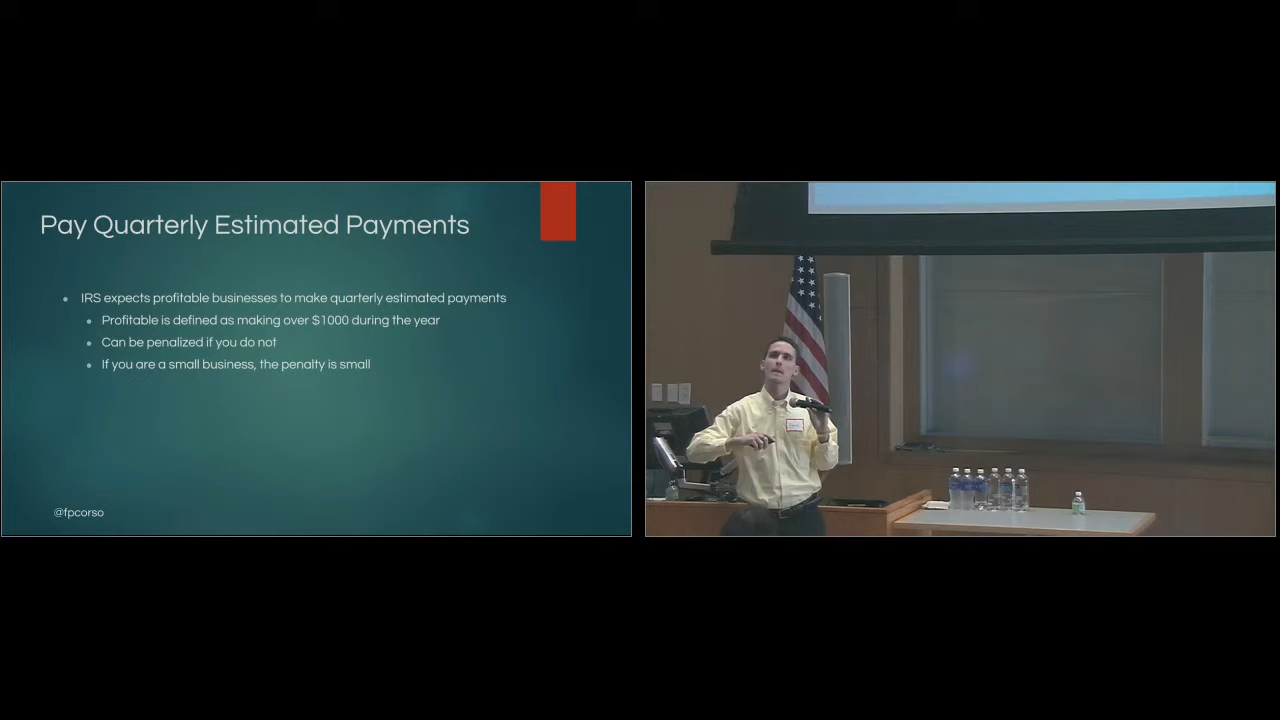 Pay Quarterly Estimated Payments
IRS expects profitable businesses to make quarterly estimated payments
Profitable is defined as making over $1000 during the year
Can be penalized if you do not
If you are a small business, the penalty is small
@fpcorso